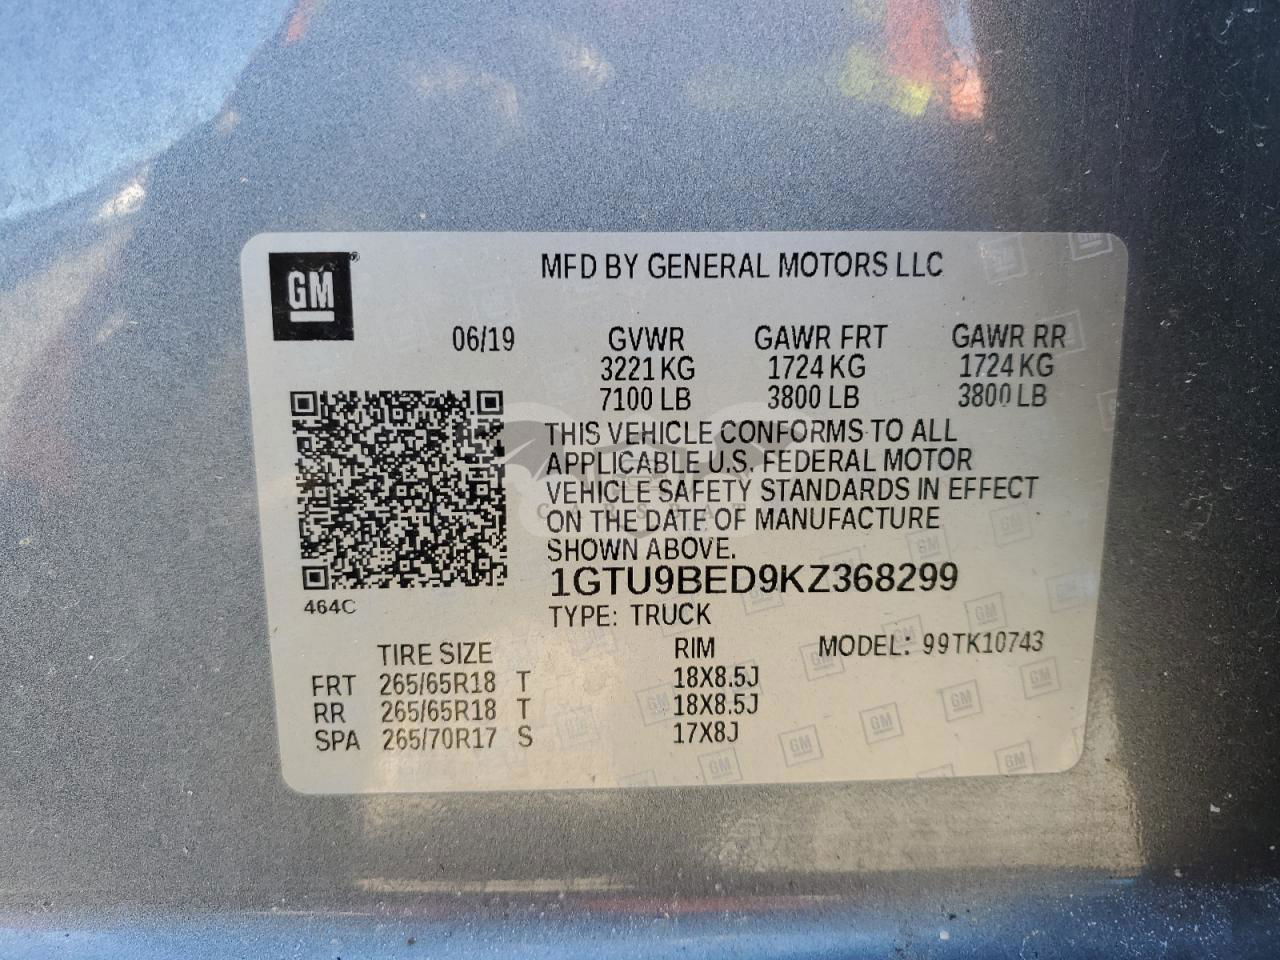 GM
MFD BY GENERAL MOTORS LLC
06/19 GVWR GAWR FRT GAWR RR
3221 KG 1724 KG 1724 KG
7100 LB 3800 LB 3800 LB
THIS VEHICLE CONFORMS TO ALL
APPLICABLE U.S. FEDERAL MOTOR
VEHICLE SAFETY STANDARDS IN EFFECT
ON THE DATE OF MANUFACTURE
SHOWN ABOVE.
1GTU9BED9KZ368299
464C
TYPE: TRUCK
TIRE SIZE RIM MODEL: 99TK10743
FRT 265/65R18 T 18X8.5J
RR 265/65R18 T 18X8.5J
SPA 265/70R17 S 17X8J